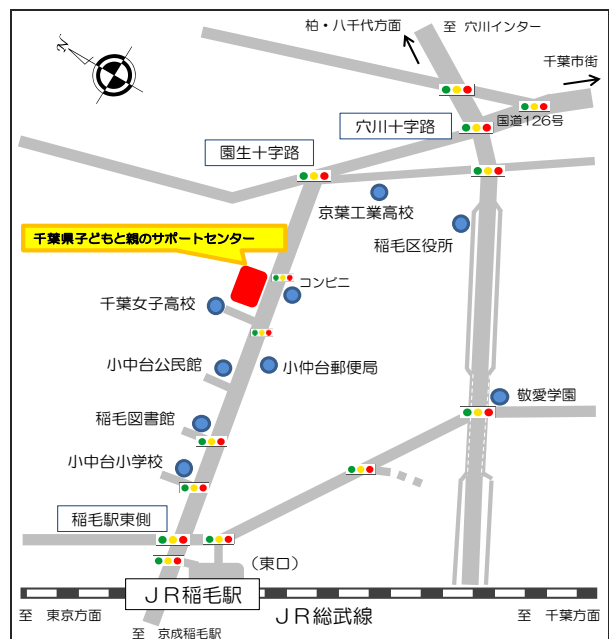 柏・八千代方面
至 穴川インター
千葉市街
N
国道126号
穴川十字路
園生十字路
京葉工業高校
稲毛区役所
千葉県子どもと親のサポートセンター
コンビニ
千葉女子高校
小中台公民館
小仲台郵便局
敬愛学園
稲毛図書館
小中台小学校
稲毛駅東側
（東口）
ＪＲ稲毛駅
ＪＲ総武線
至 東京方面
至 千葉方面
至 京成稲毛駅